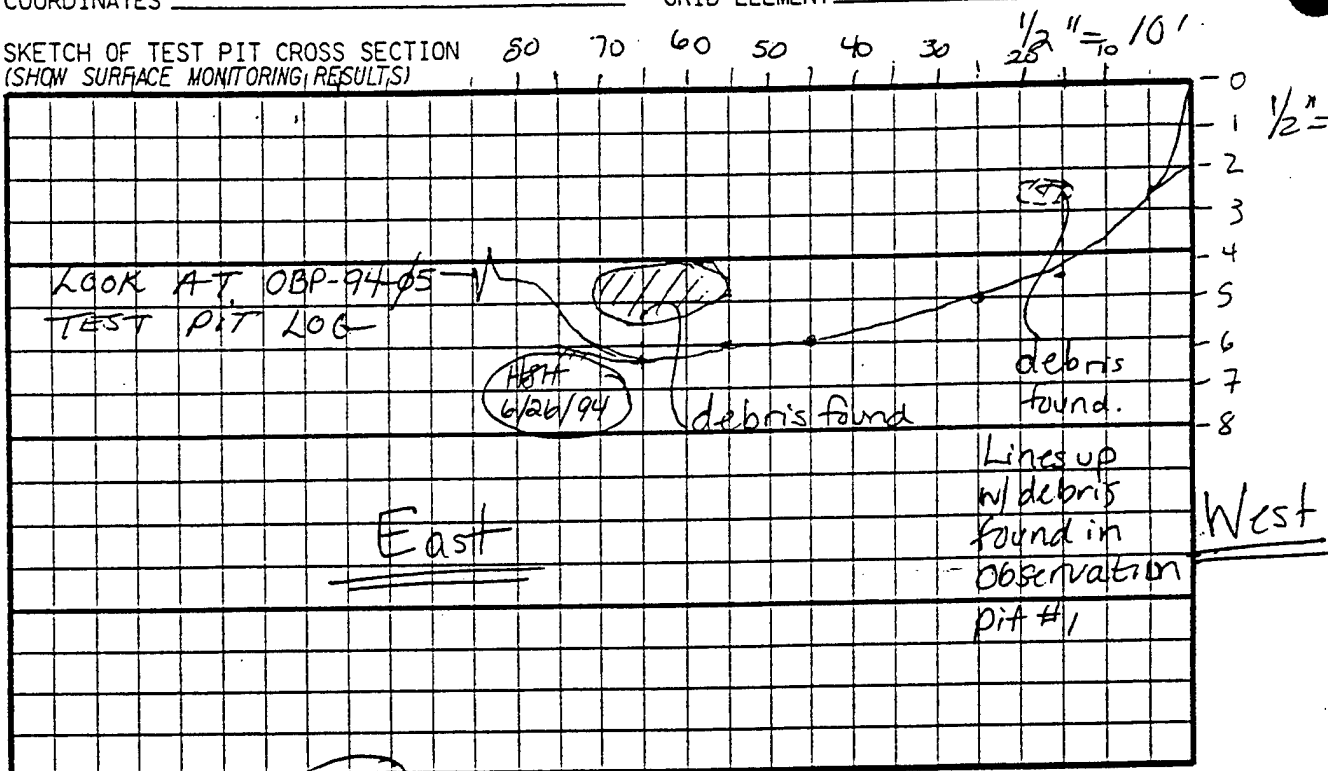 COORDINATES GRID ELEMENT
1/2" = 10'
SKETCH OF TEST PIT CROSS SECTION 80 70 60 50 40 30 20 10
(SHOW SURFACE MONITORING RESULTS)
0
1 1/2"=
2
3
4
LOOK AT OBP-94-05
5
TEST PIT LOG
6
debris
7
found.
6/26/94
debris found
8
Lines up
w/ debris
found in
Observation
pit #1
East
West